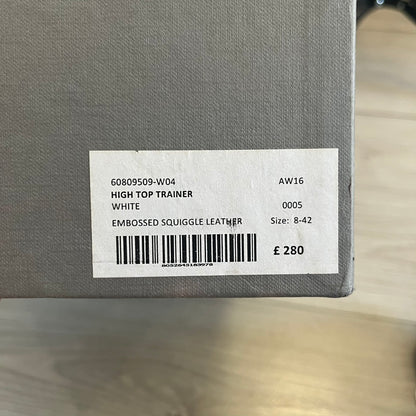 60809509-W04 AW16
HIGH TOP TRAINER
WHITE 0005
EMBOSSED SQUIGGLE LEATHER Size: 8-42
£ 280